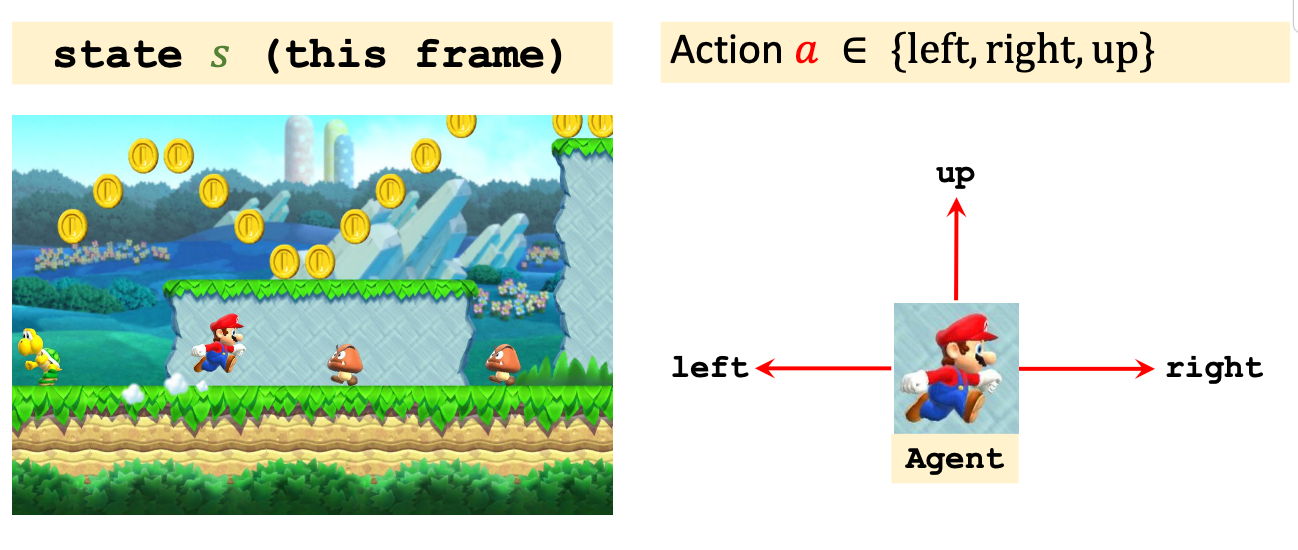 state s (this frame)
Action a ∈ {left, right, up}
up
left
right
Agent